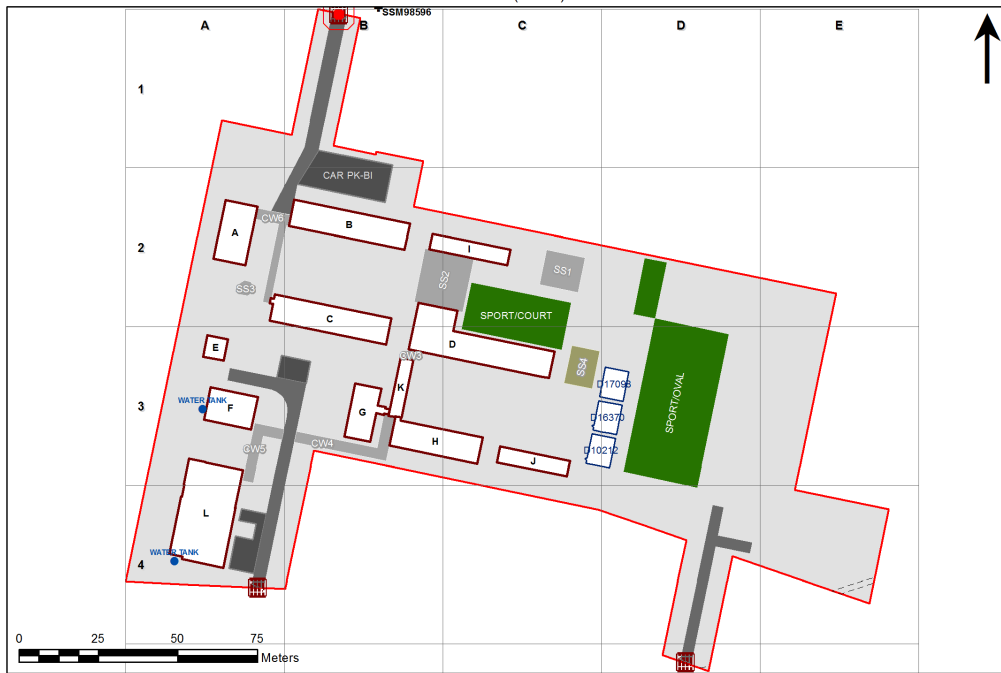 SSM98596
A B C D E
1
CAR PK-BI
CW6
A
B
2
I
SS3
SS2
SS1
C
SPORT/COURT
E
D
CW3
SS4
K
D17098
3
WATER TANK
F
G
D16370
SPORT/OVAL
CW4
H
CW5
D10212
J
L
WATER TANK
4
0 25 50 75
Meters